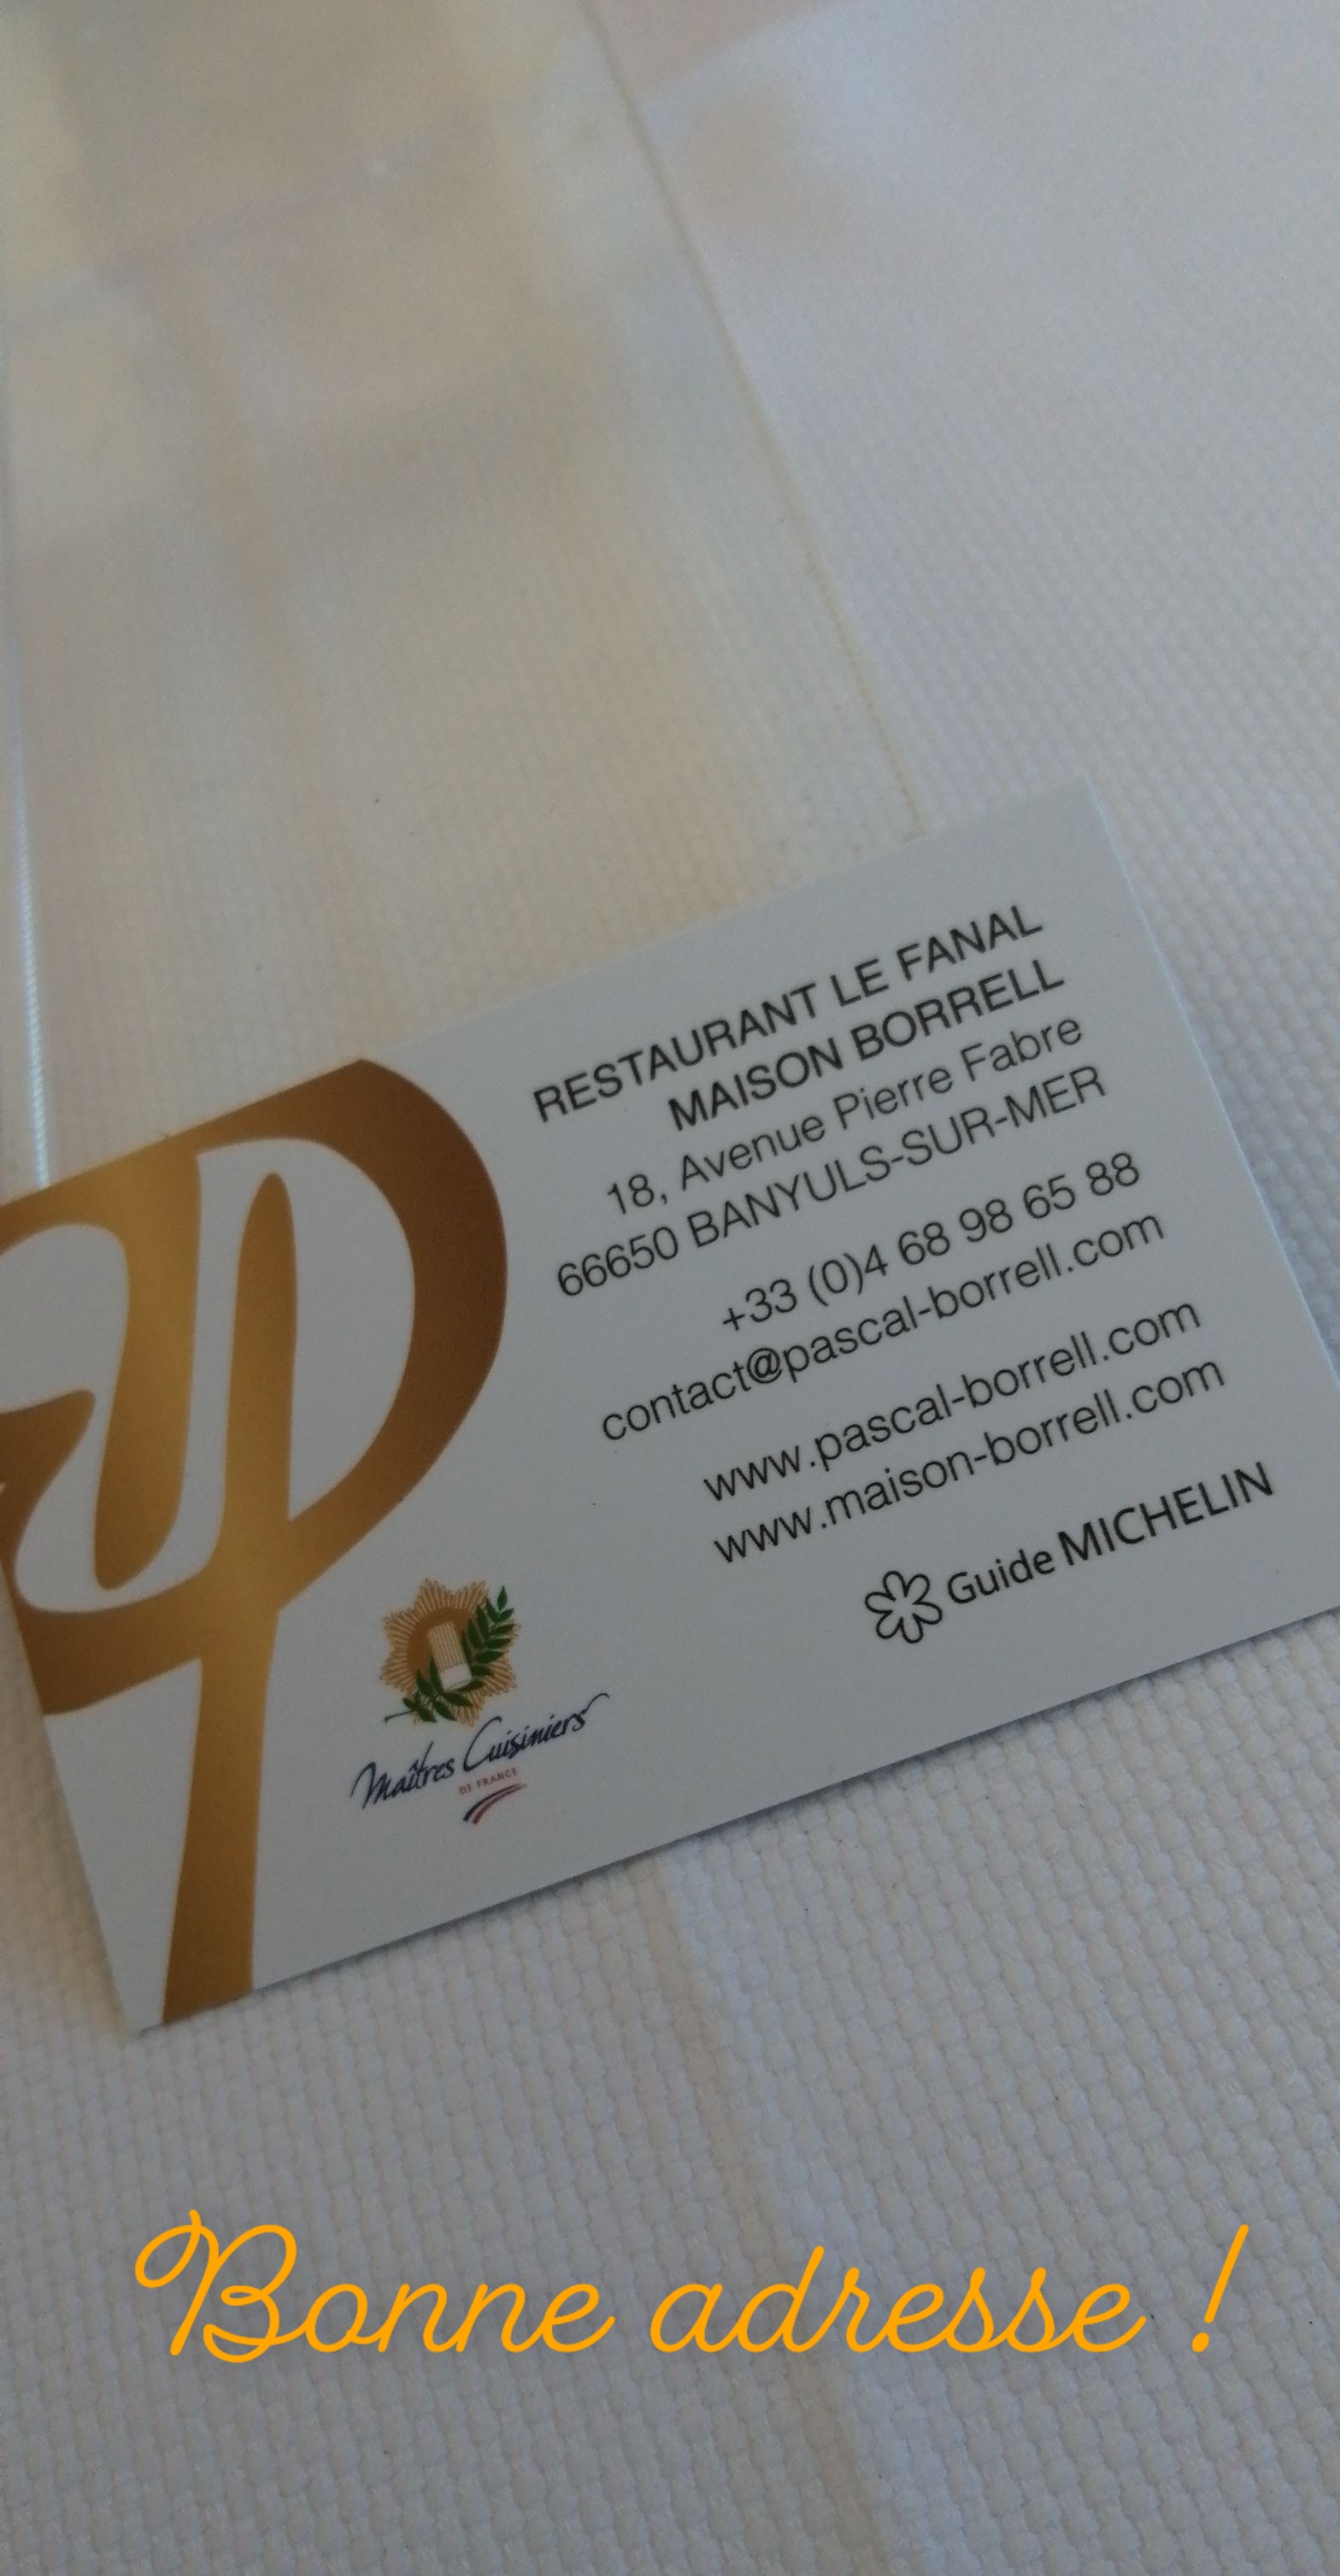 RESTAURANT LE FANAL
MAISON BORRELL
18, Avenue Pierre Fabre
66650 BANYULS-SUR-MER
+33 (0)4 68 98 65 88
contact@pascal-borrell.com
www.pascal-borrell.com
www.maison-borrell.com
Guide MICHELIN
Maîtres Cuisiniers
DE FRANCE
Bonne adresse !